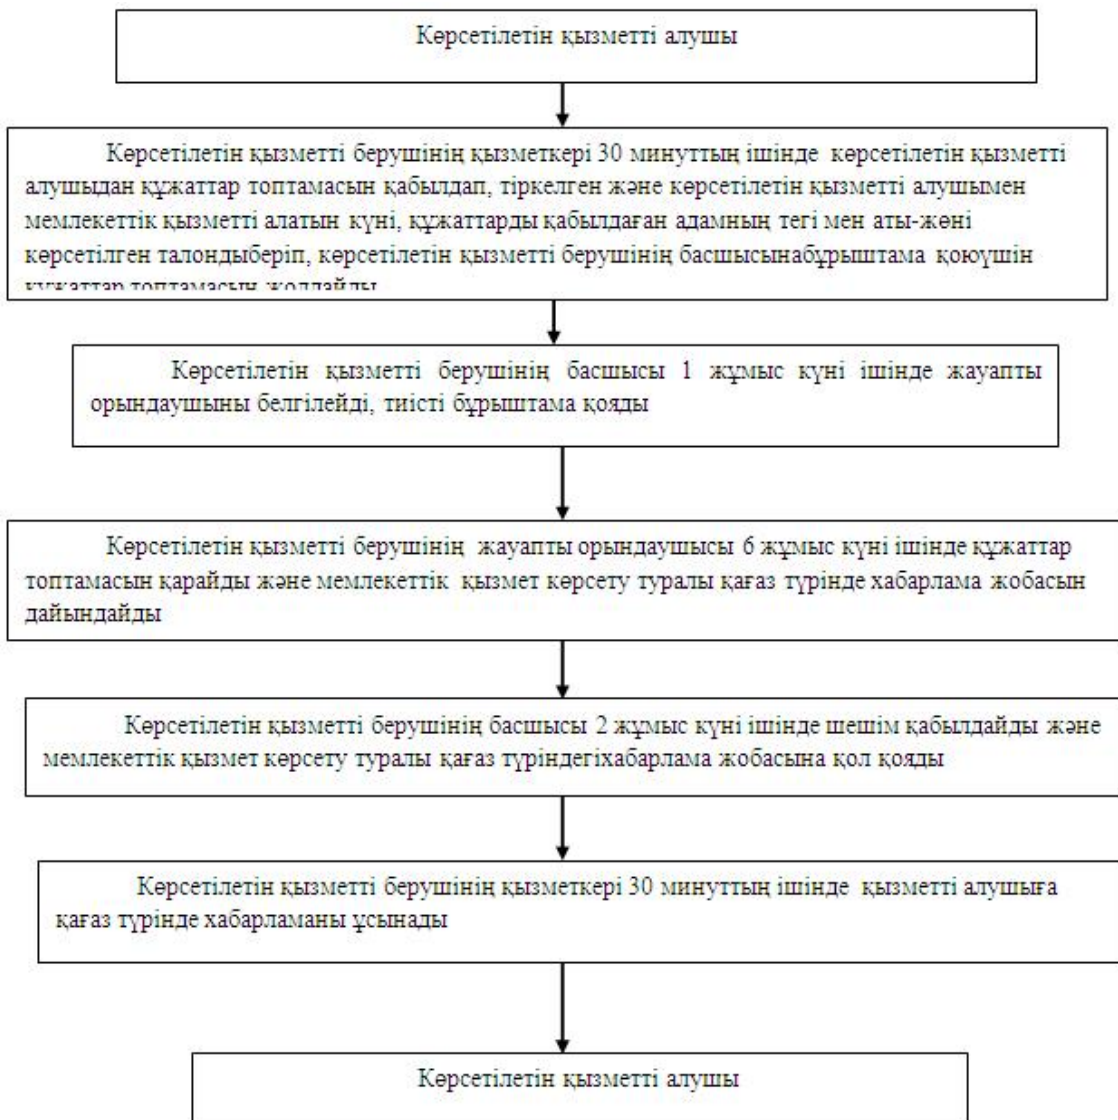 Көрсетілетін қызметті алушы
Көрсетілетін қызметті берушінің қызметкері 30 минуттың ішінде көрсетілетін қызметті
алушыдан құжаттар топтамасын қабылдап, тіркелген және көрсетілетін қызметті алушымен
мемлекеттік қызметті алатын күні, құжаттарды қабылдаған адамның тегі мен аты-жөні
көрсетілген талондыберіп, көрсетілетін қызметті берушінің басшысынабұрыштама қоюүшін
құжаттар топтамасын жолдайды
Көрсетілетін қызметті берушінің басшысы 1 жұмыс күні ішінде жауапты
орындаушыны белгілейді, тиісті бұрыштама қояды
Көрсетілетін қызметті берушінің жауапты орындаушысы 6 жұмыс күні ішінде құжаттар
топтамасын қарайды және мемлекеттік қызмет көрсету туралы қағаз түрінде хабарлама жобасын
дайындайды
Көрсетілетін қызметті берушінің басшысы 2 жұмыс күні ішінде шешім қабылдайды және
мемлекеттік қызмет көрсету туралы қағаз түріндегіхабарлама жобасына қол қояды
Көрсетілетін қызметті берушінің қызметкері 30 минуттың ішінде қызметті алушыға
қағаз түрінде хабарламаны ұсынады
Көрсетілетін қызметті алушы